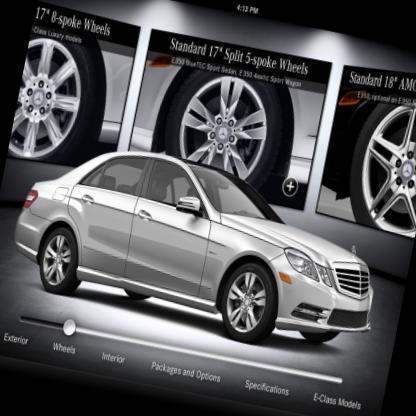 4:13 PM
17" 8-spoke Wheels
-Class Luxury models
Standard 17" Split 5-spoke Wheels
E350 BlueTEC Sport Sedan, E350 4matic Sport Wagon
Standard 18" AMG
E350, optional on E350
Exterior
Wheels
Interior
Packages and Options
Specifications
E-Class Models